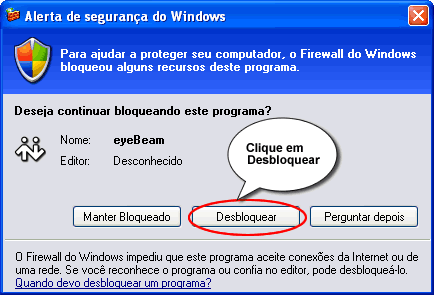 Alerta de segurança do Windows
Para ajudar a proteger seu computador, o Firewall do Windows
bloqueou alguns recursos deste programa.
Deseja continuar bloqueando este programa?
Nome: eyeBeam
Editor: Desconhecido
Clique em
Desbloquear
Manter Bloqueado Desbloquear Perguntar depois
O Firewall do Windows impediu que este programa aceite conexões da Internet ou de
uma rede. Se você reconhece o programa ou confia no editor, pode desbloqueá-lo.
Quando devo desbloquear um programa?